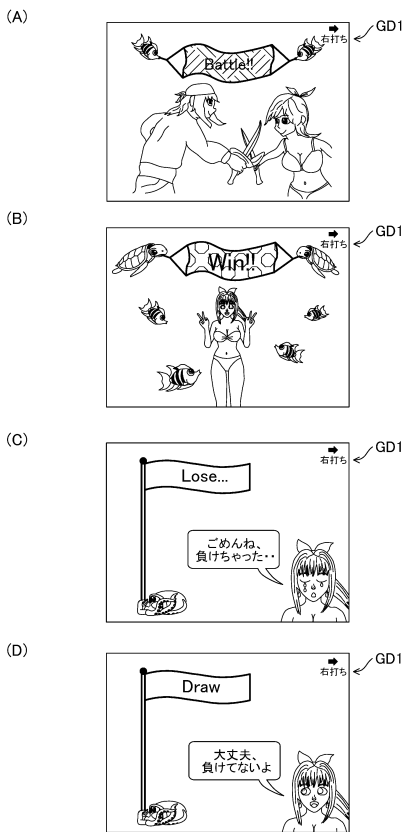 (A)
GD1
右打ち
Battle!!
(B)
GD1
右打ち
Win!!
(C)
GD1
右打ち
Lose...
ごめんね、
負けちゃった・・
(D)
GD1
右打ち
Draw
大丈夫、
負けてないよ